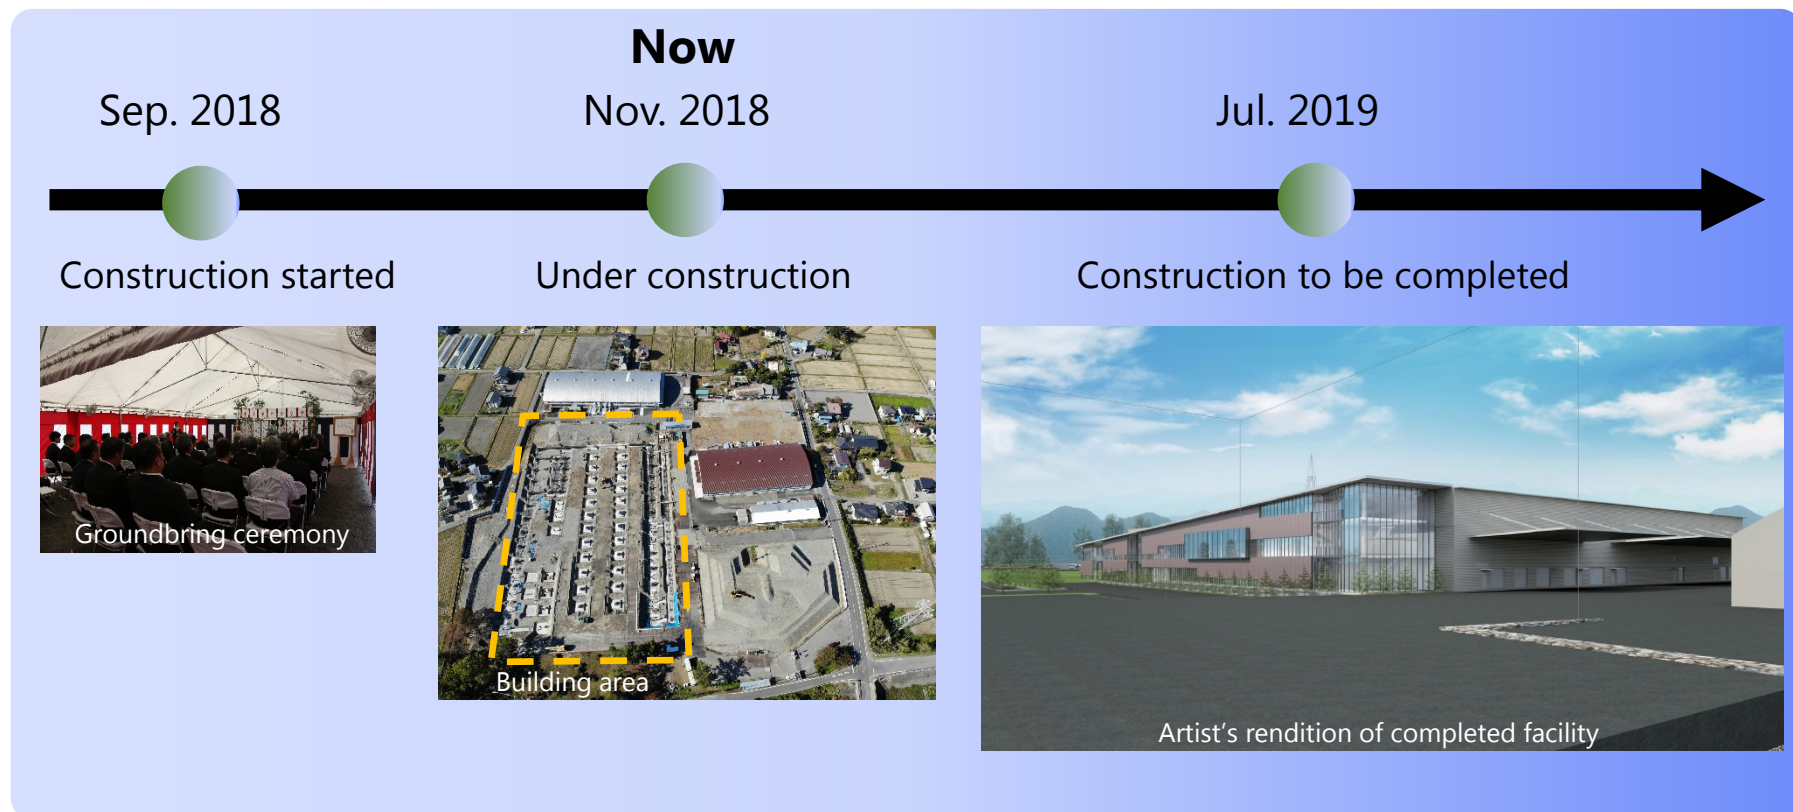 Now
Sep. 2018
Nov. 2018
Jul. 2019
Construction started
Under construction
Construction to be completed
Groundbring ceremony
Building area
Artist's rendition of completed facility